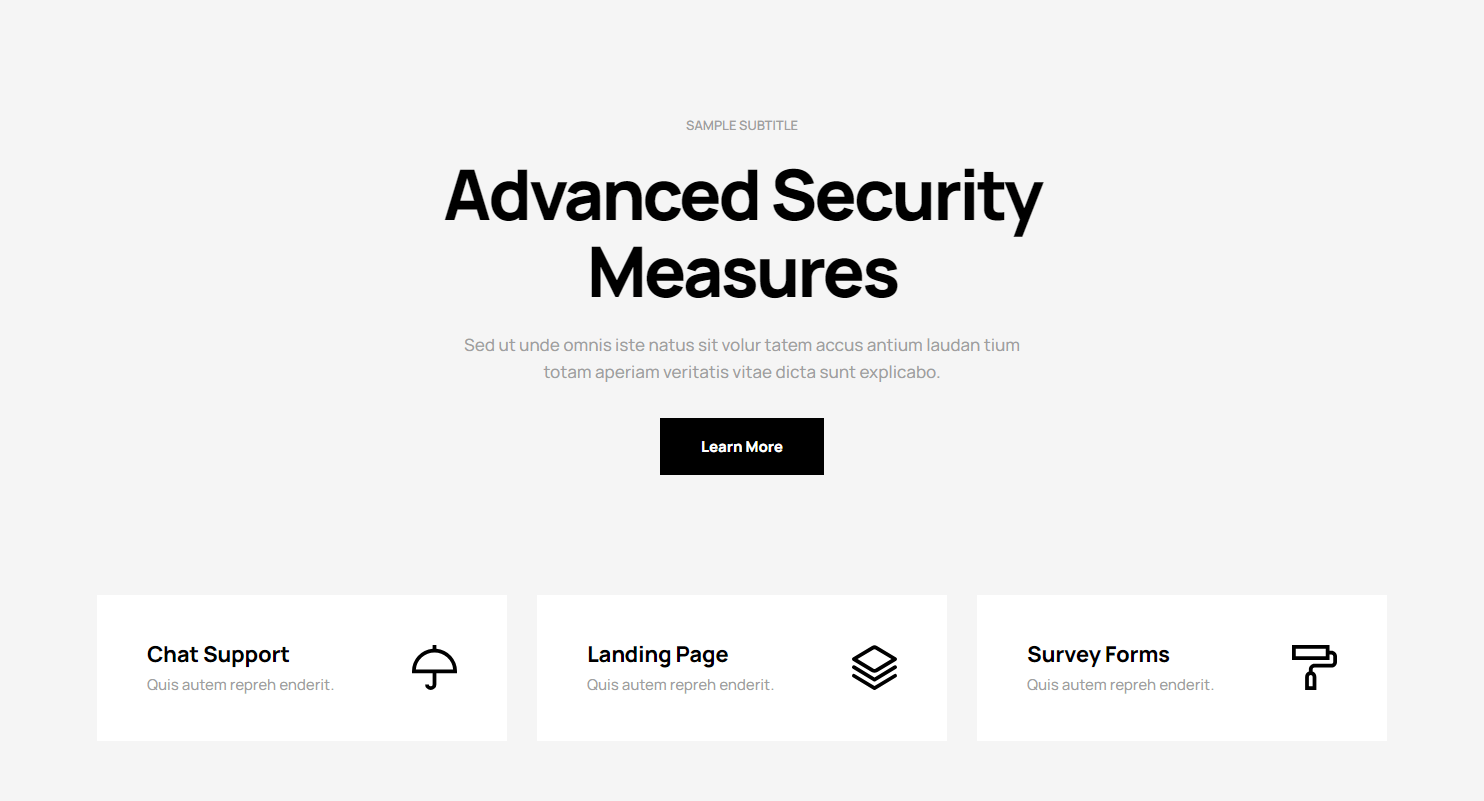 SAMPLE SUBTITLE
Advanced Security
Measures
Sed ut unde omnis iste natus sit volur tatem accus antium laudan tium
totam aperiam veritatis vitae dicta sunt explicabo.
Learn More
Chat Support
Quis autem repreh enderit.
Landing Page
Quis autem repreh enderit.
Survey Forms
Quis autem repreh enderit.